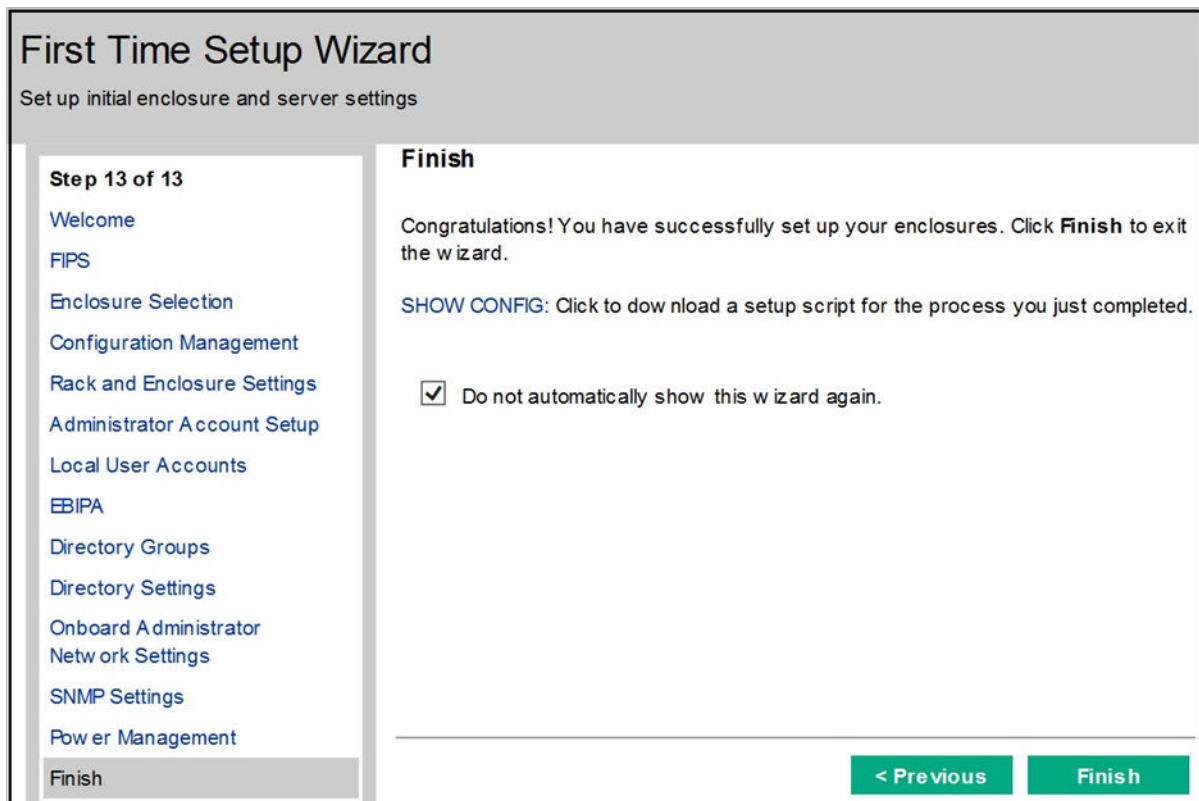 First Time Setup Wizard
Set up initial enclosure and server settings
Step 13 of 13
Welcome
FIPS
Enclosure Selection
Configuration Management
Rack and Enclosure Settings
Administrator Account Setup
Local User Accounts
EBIPA
Directory Groups
Directory Settings
Onboard Administrator
Network Settings
SNMP Settings
Power Management
Finish
Finish
Congratulations! You have successfully set up your enclosures. Click Finish to exit
the wizard.
SHOW CONFIG: Click to download a setup script for the process you just completed.
Do not automatically show this wizard again.
< Previous
Finish